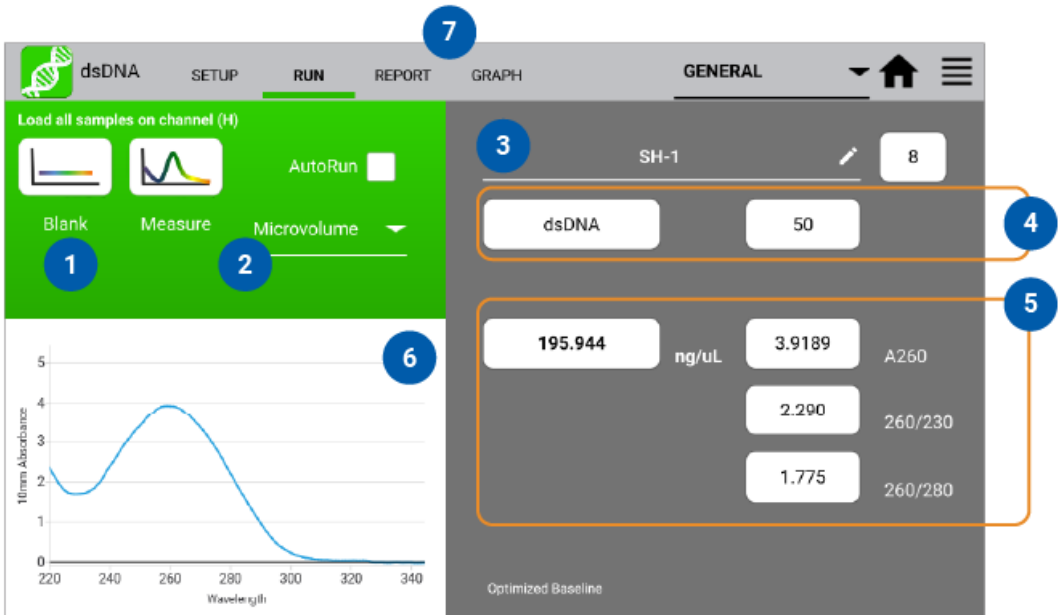 7
dsDNA SETUP RUN REPORT GRAPH GENERAL
Load all samples on channel (H)
AutoRun
Blank Measure Microvolume
1 2
3 SH-1 8
dsDNA 50 4
5
195.944 ng/uL 3.9189 A260
2.290 260/230
1.775 260/280
Optimized Baseline
6
10mm Absorbance
5
4
3
2
1
0
220 240 260 280 300 320 340
Wavelength